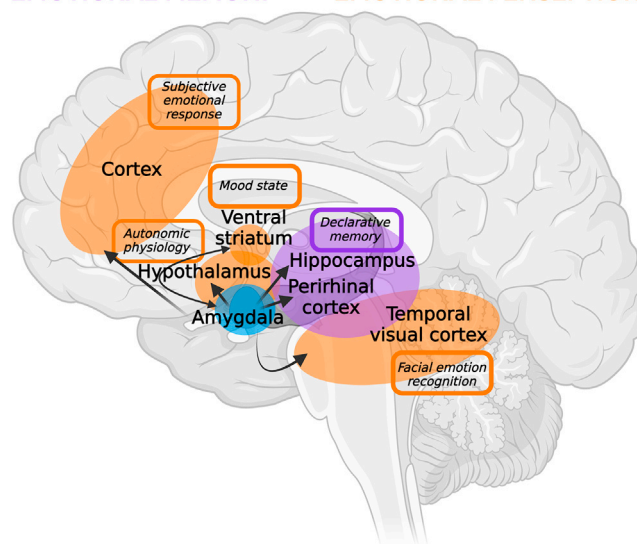 Subjective
emotional
response
Cortex
Mood state
Ventral
striatum
Autonomic
physiology
Declarative
memory
Hypothalamus
Hippocampus
Perirhinal
cortex
Amygdala
Temporal
visual cortex
Facial emotion
recognition